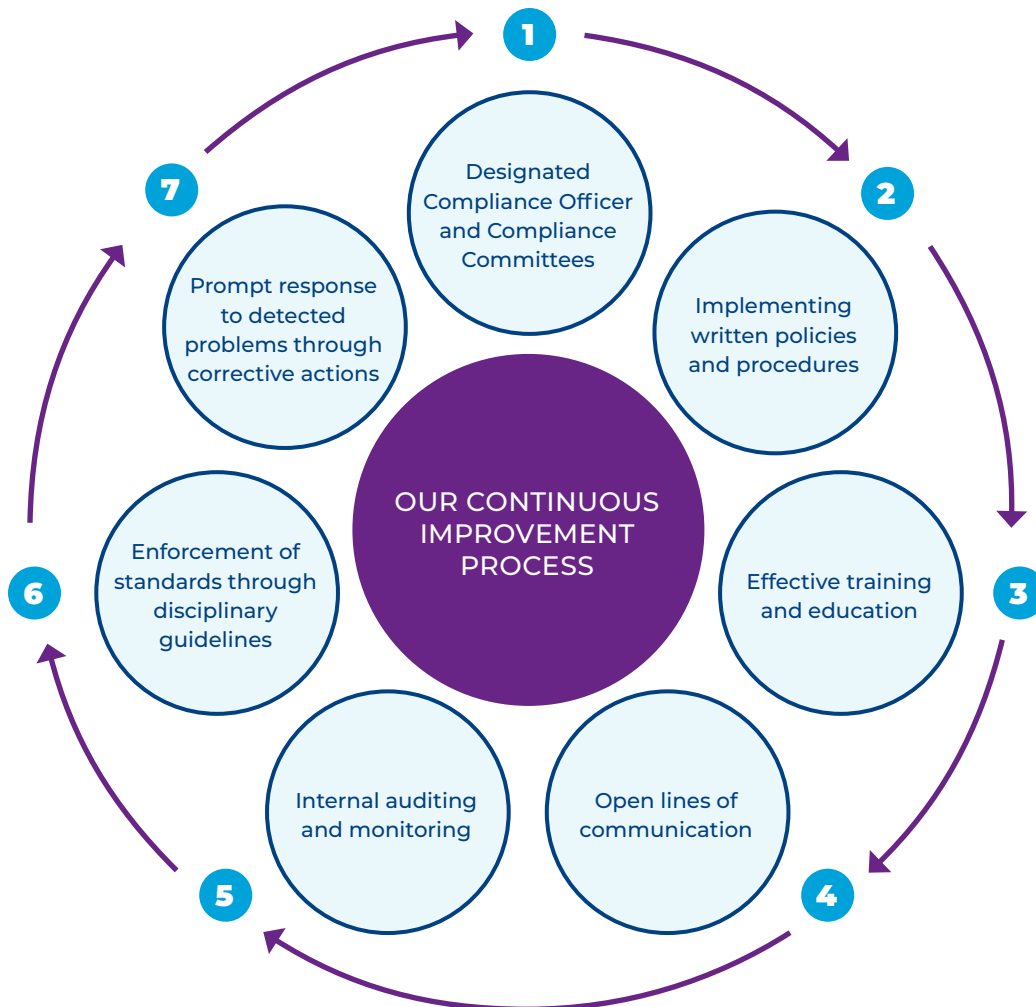 1
Designated
Compliance Officer
and Compliance
Committees
2
Implementing
written policies
and procedures
3
Effective training
and education
4
Open lines of
communication
5
Internal auditing
and monitoring
6
Enforcement of
standards through
disciplinary
guidelines
7
Prompt response
to detected
problems through
corrective actions
OUR CONTINUOUS
IMPROVEMENT
PROCESS